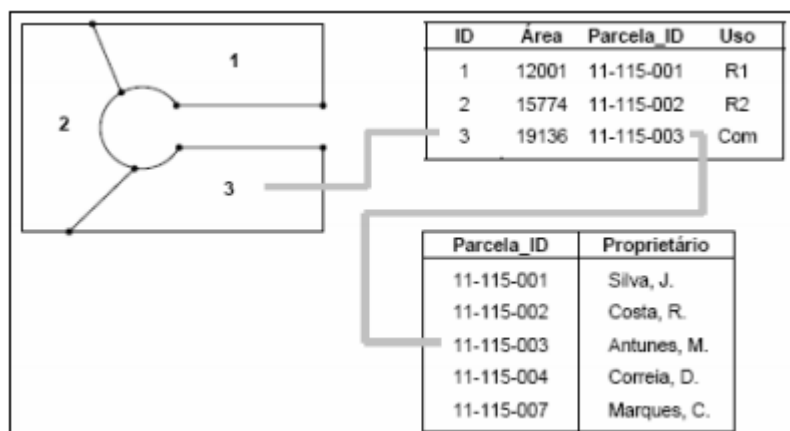 1
2
3
ID Área Parcela_ID Uso
1 12001 11-115-001 R1
2 15774 11-115-002 R2
3 19136 11-115-003 Com
Parcela_ID Proprietário
11-115-001 Silva, J.
11-115-002 Costa, R.
11-115-003 Antunes, M.
11-115-004 Correia, D.
11-115-007 Marques, C.